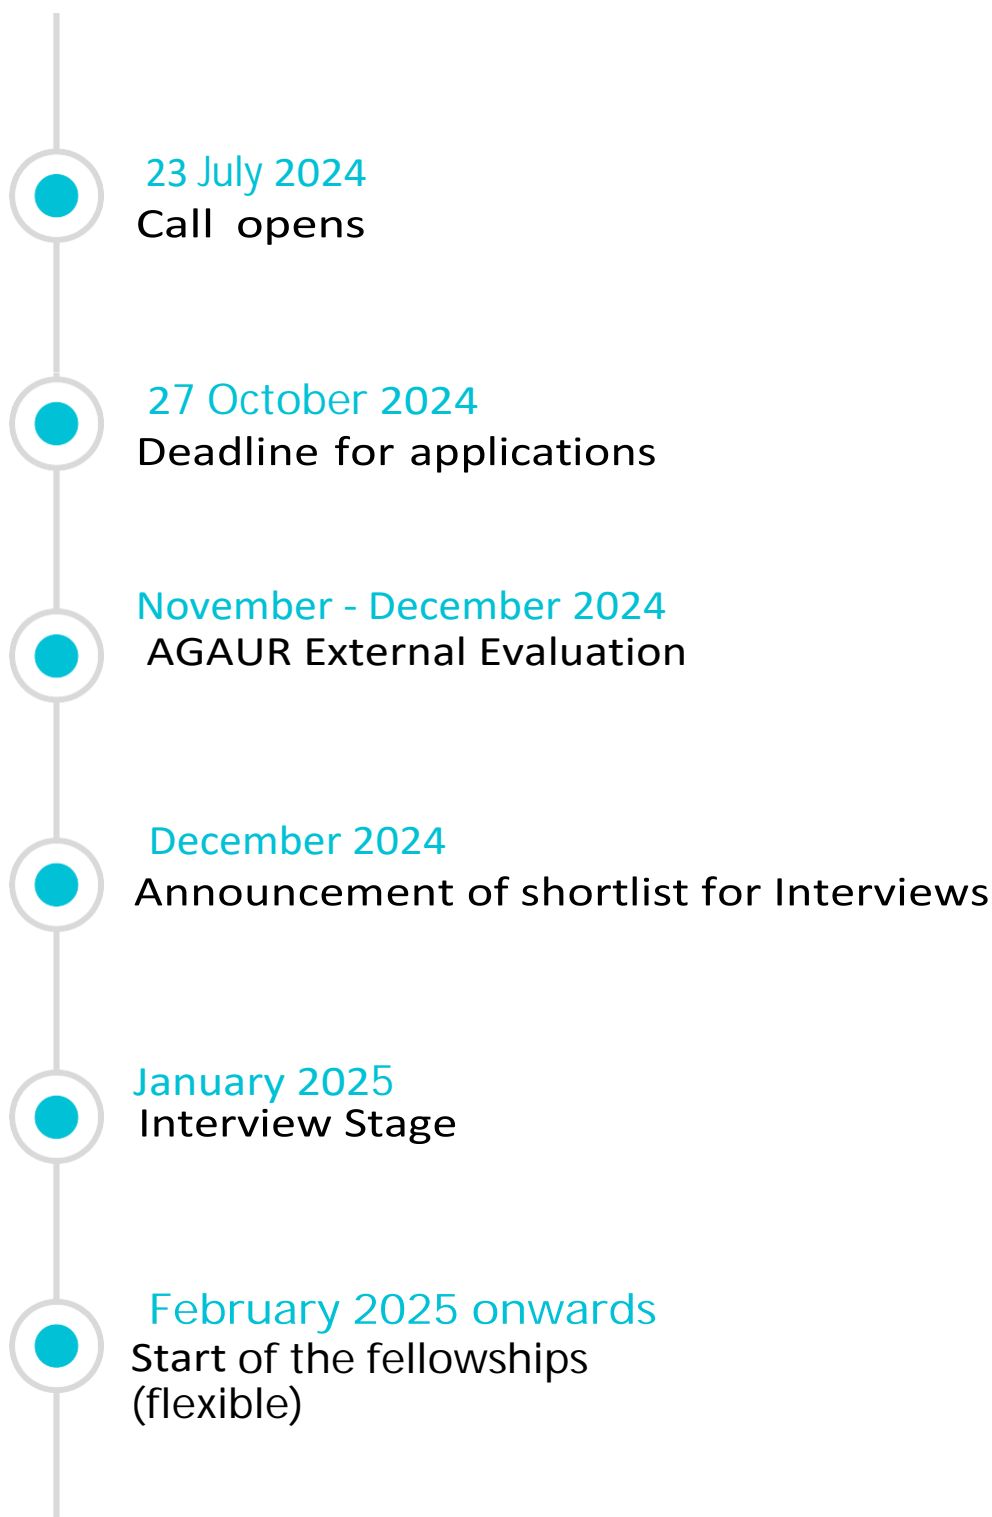 23 July 2024
Call opens
27 October 2024
Deadline for applications
November - December 2024
AGAUR External Evaluation
December 2024
Announcement of shortlist for Interviews
January 2025
Interview Stage
February 2025 onwards
Start of the fellowships
(flexible)